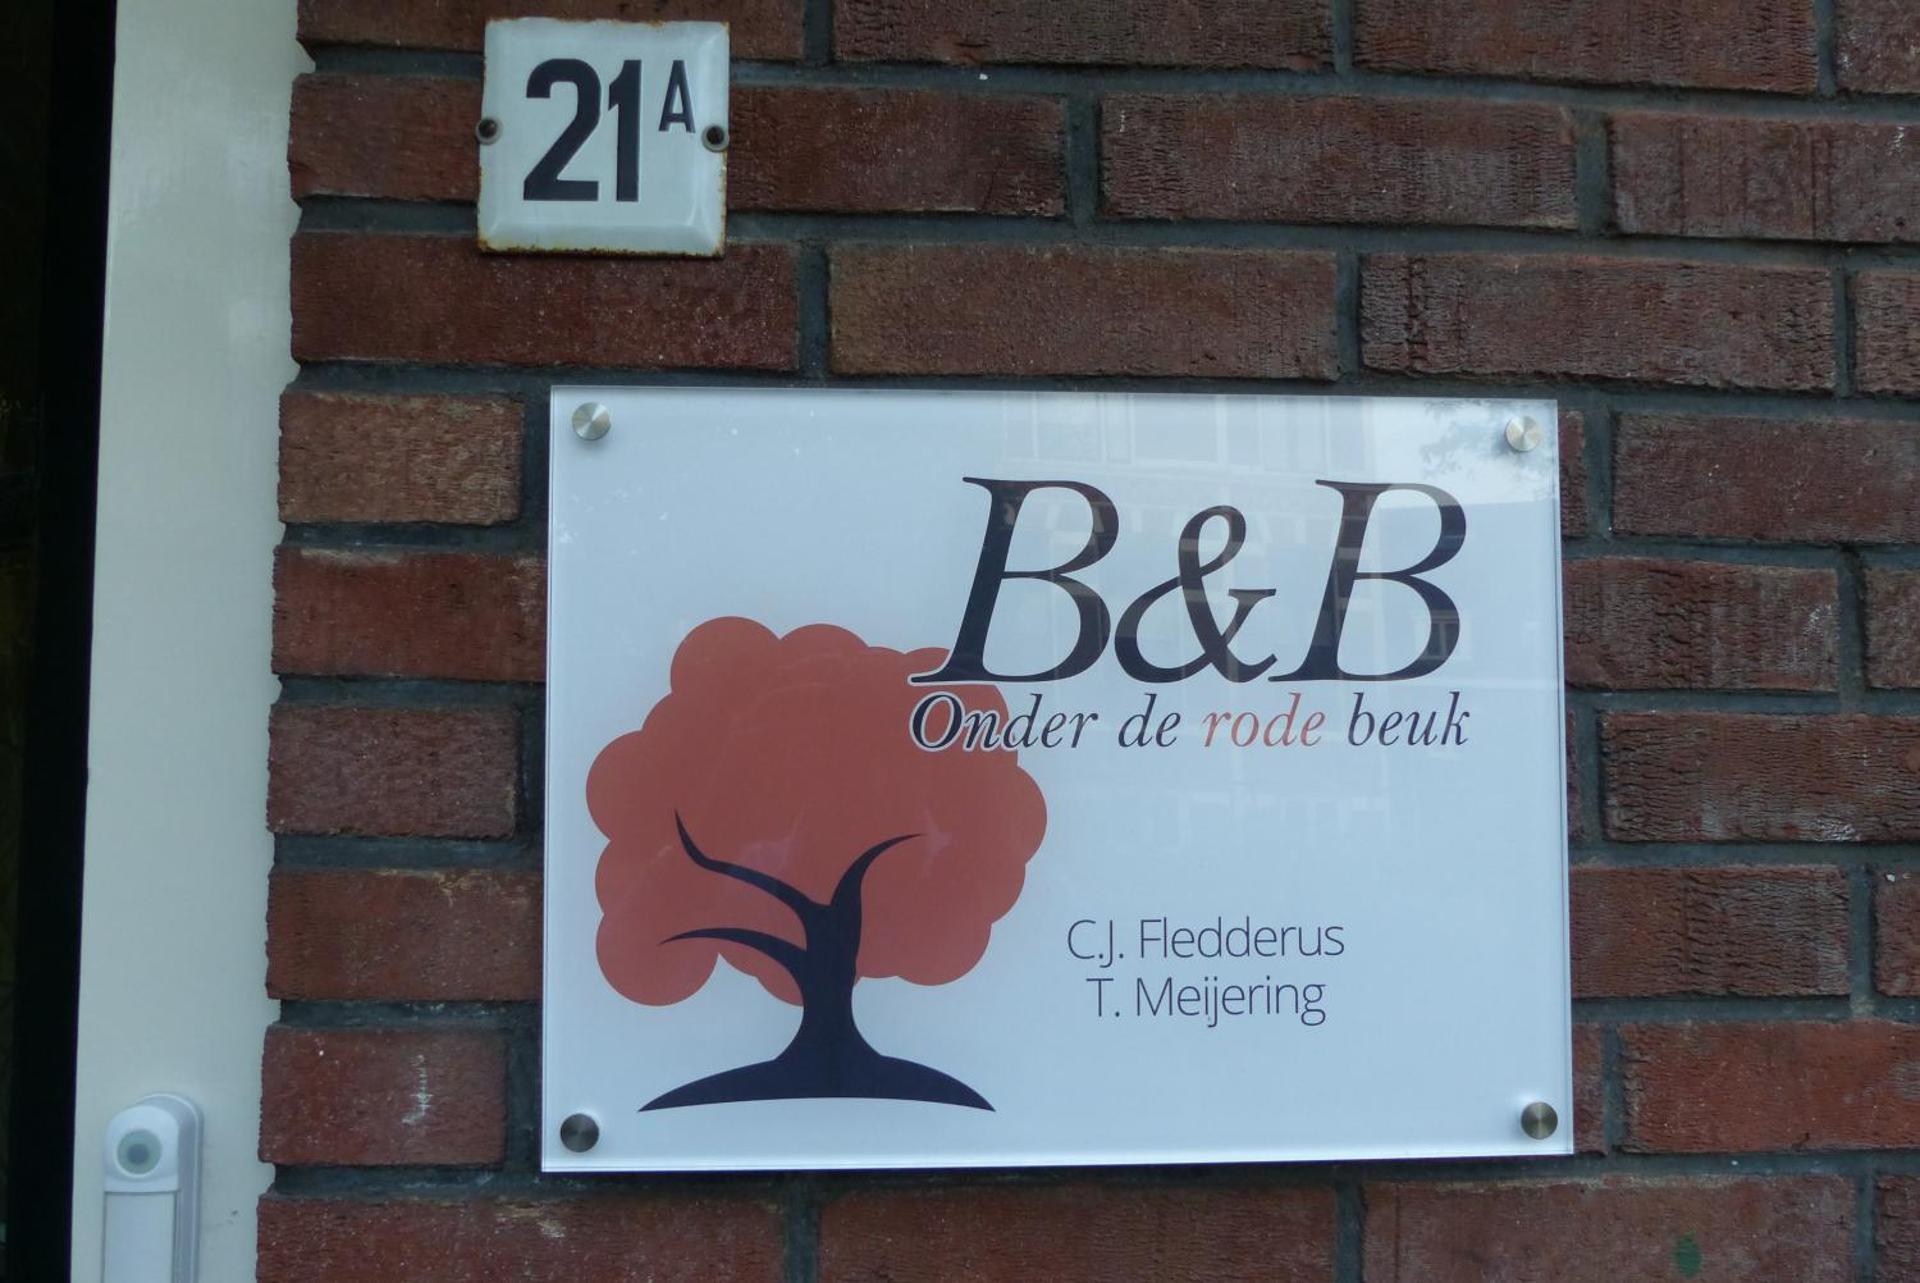 21A
B&B
Onder de rode beuk
C.J. Fledderus
T. Meijering